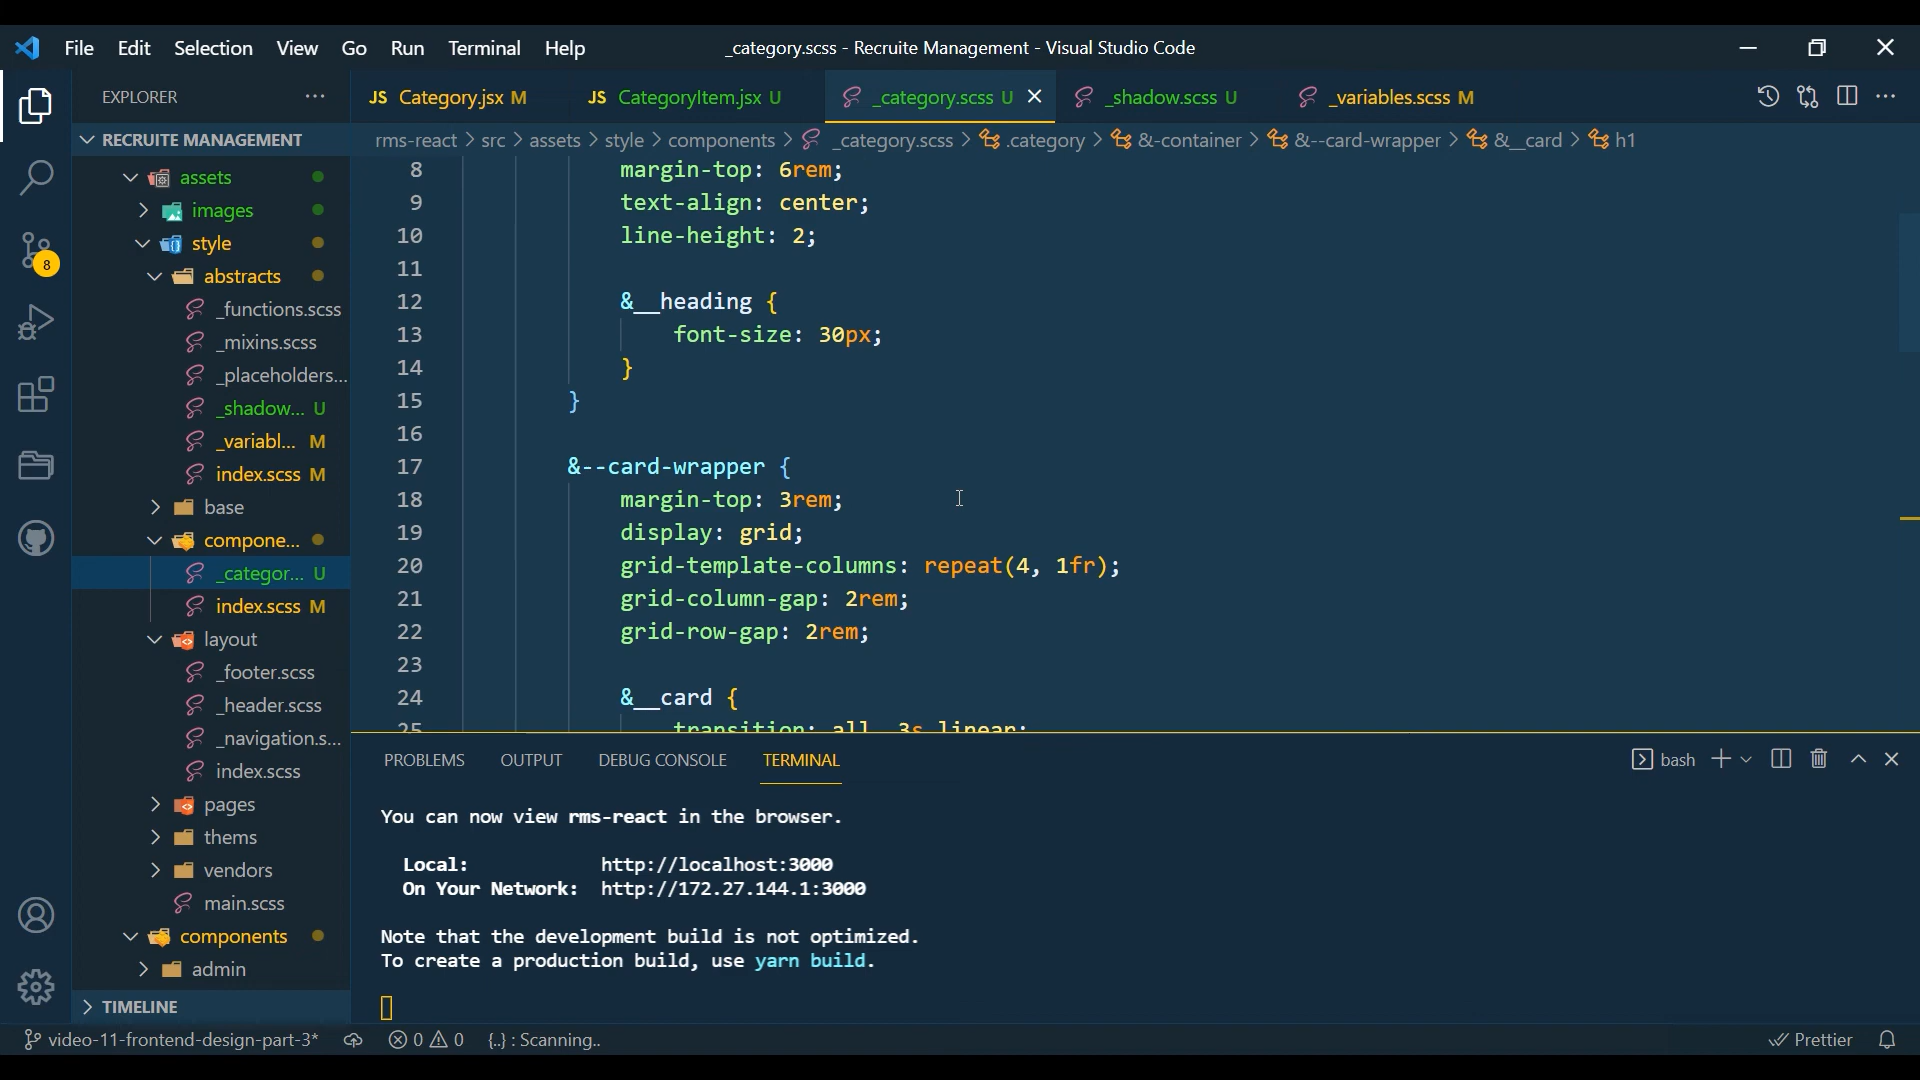 File Edit Selection View Go Run Terminal Help
_category.scss - Recruite Management - Visual Studio Code
EXPLORER
JS Category.jsx M
JS CategoryItem.jsx U
_category.scss U
_shadow.scss U
_variables.scss M
RECRUITE MANAGEMENT
rms-react > src > assets > style > components > _category.scss > .category > &-container > &--card-wrapper > &__card > h1
8
assets
images
style
abstracts
_functions.scss
_mixins.scss
_placeholders...
_shadow... U
_variabl... M
index.scss M
base
compone...
_categor... U
index.scss M
layout
_footer.scss
_header.scss
_navigation.s...
index.scss
pages
thems
vendors
main.scss
components
admin
TIMELINE
8 margin-top: 6rem;
9 text-align: center;
10 line-height: 2;
11
12 &__heading {
13 font-size: 30px;
14 }
15 }
16
17 &--card-wrapper {
18 margin-top: 3rem;
19 display: grid;
20 grid-template-columns: repeat(4, 1fr);
21 grid-column-gap: 2rem;
22 grid-row-gap: 2rem;
23
24 &__card {
25 transition: all .3s linear;
PROBLEMS OUTPUT DEBUG CONSOLE TERMINAL
bash
You can now view rms-react in the browser.
Local: http://localhost:3000
On Your Network: http://172.27.144.1:3000
Note that the development build is not optimized.
To create a production build, use yarn build.
video-11-frontend-design-part-3* 0 0 {..} : Scanning.. Prettier